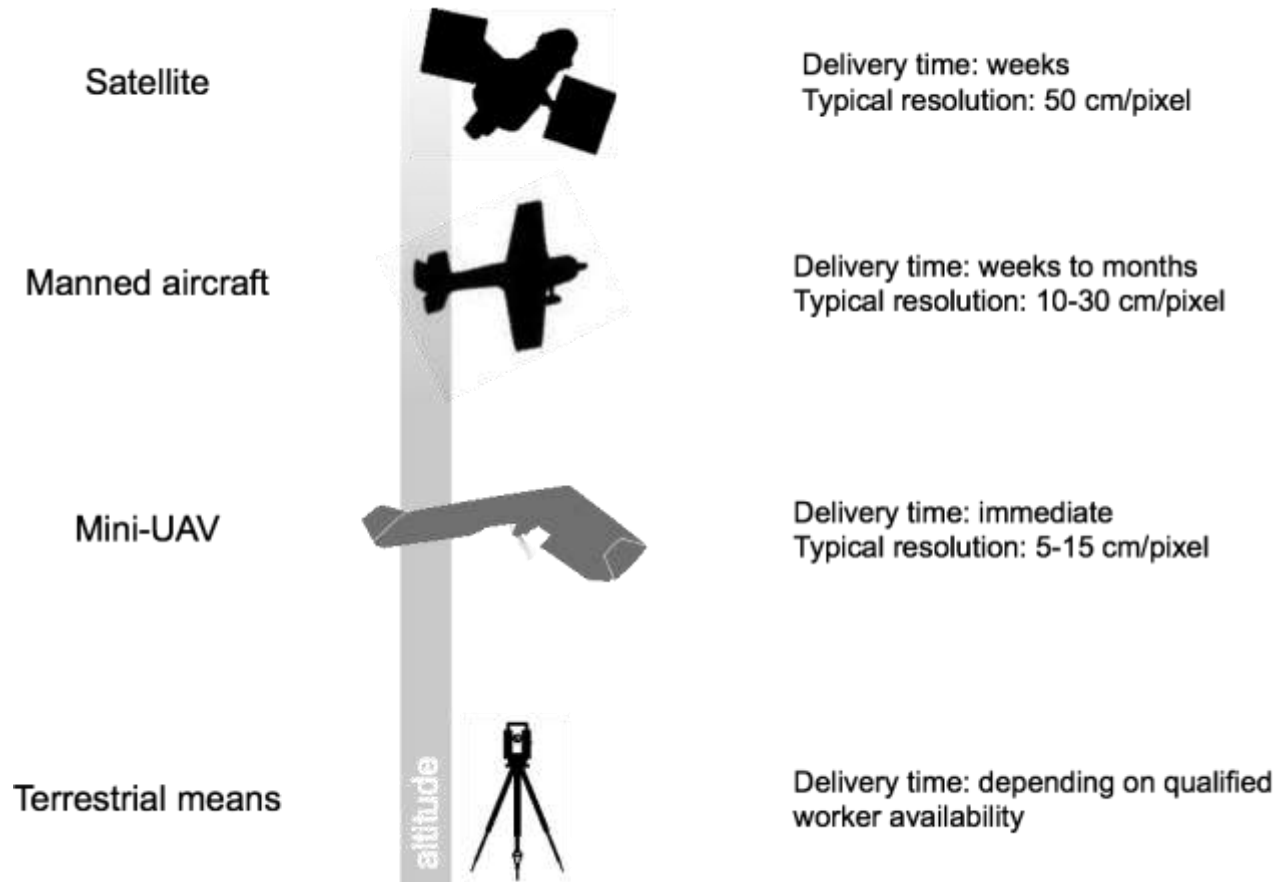 Satellite
Delivery time: weeks
Typical resolution: 50 cm/pixel
Manned aircraft
Delivery time: weeks to months
Typical resolution: 10-30 cm/pixel
Mini-UAV
Delivery time: immediate
Typical resolution: 5-15 cm/pixel
altitude
Terrestrial means
Delivery time: depending on qualified
worker availability